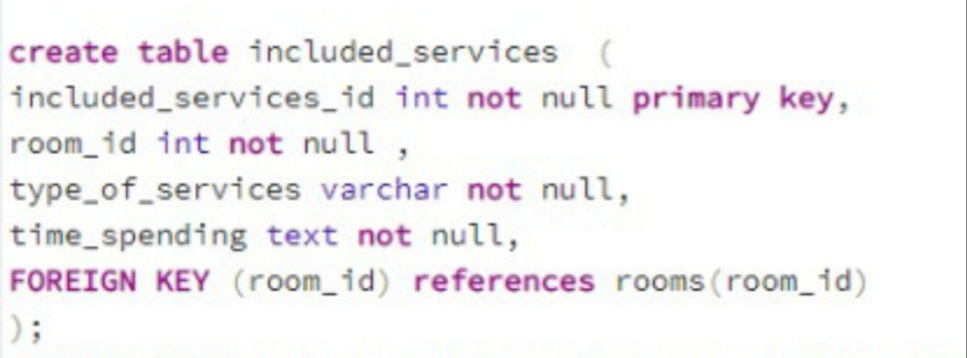 create table included_services (
included_services_id int not null primary key,
room_id int not null ,
type_of_services varchar not null,
time_spending text not null,
FOREIGN KEY (room_id) references rooms(room_id)
);